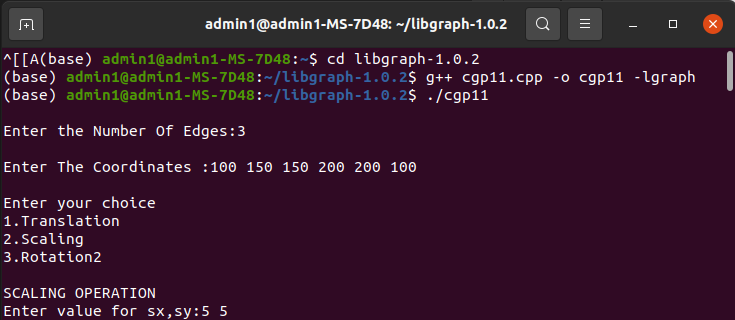 admin1@admin1-MS-7D48: ~/libgraph-1.0.2
^[[A(base) admin1@admin1-MS-7D48:~$ cd libgraph-1.0.2
(base) admin1@admin1-MS-7D48:~/libgraph-1.0.2$ g++ cgp11.cpp -o cgp11 -lgraph
(base) admin1@admin1-MS-7D48:~/libgraph-1.0.2$ ./cgp11
Enter the Number Of Edges:3
Enter The Coordinates :100 150 150 200 200 100
Enter your choice
1.Translation
2.Scaling
3.Rotation2
SCALING OPERATION
Enter value for sx,sy:5 5